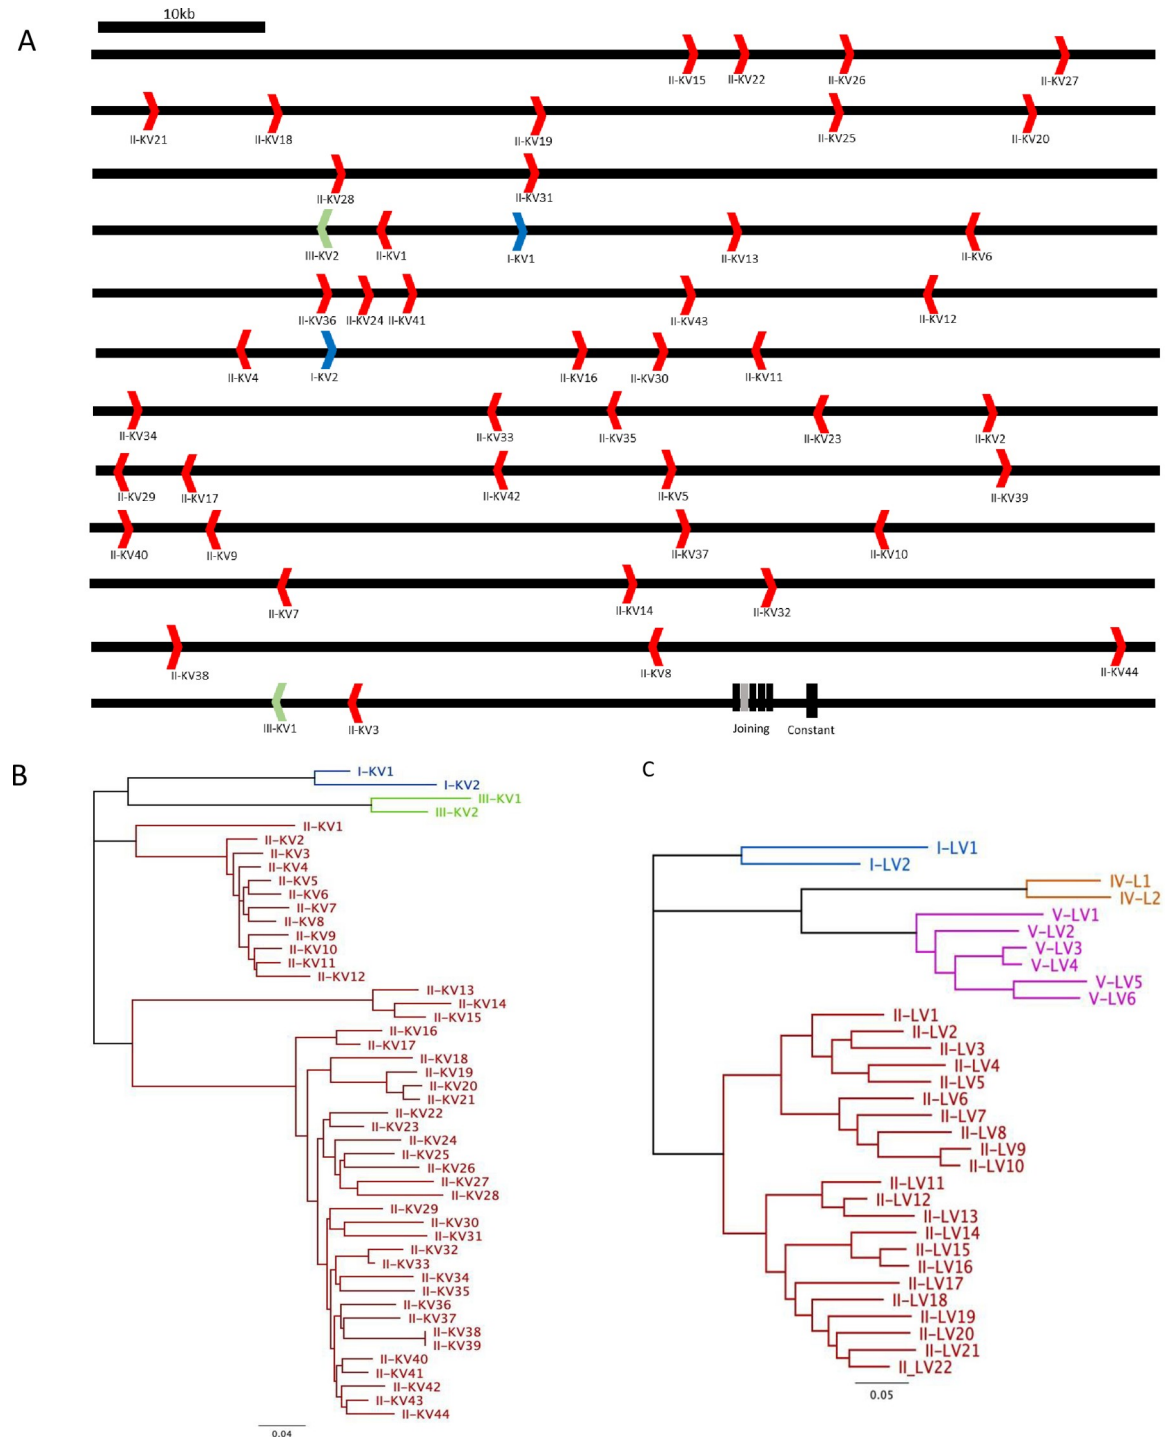 10kb
A
II-KV15 II-KV22 II-KV26 II-KV27
II-KV21 II-KV18 II-KV19 II-KV25 II-KV20
II-KV28 II-KV31
III-KV2 II-KV1 I-KV1 II-KV13 II-KV6
II-KV36 II-KV24 II-KV41 II-KV43 II-KV12
II-KV4 I-KV2 II-KV16 II-KV30 II-KV11
II-KV34 II-KV33 II-KV35 II-KV23 II-KV2
II-KV29 II-KV17 II-KV42 II-KV5 II-KV39
II-KV40 II-KV9 II-KV37 II-KV10
II-KV7 II-KV14 II-KV32
II-KV38 II-KV8 II-KV44
III-KV1 II-KV3 Joining Constant
B
I-KV1
I-KV2
III-KV1
III-KV2
II-KV1
II-KV2
II-KV3
II-KV4
II-KV5
II-KV6
II-KV7
II-KV8
II-KV9
II-KV10
II-KV11
II-KV12
II-KV13
II-KV14
II-KV15
II-KV16
II-KV17
II-KV18
II-KV19
II-KV20
II-KV21
II-KV22
II-KV23
II-KV24
II-KV25
II-KV26
II-KV27
II-KV28
II-KV29
II-KV30
II-KV31
II-KV32
II-KV33
II-KV34
II-KV35
II-KV36
II-KV37
II-KV38
II-KV39
II-KV40
II-KV41
II-KV42
II-KV43
II-KV44
0.04
C
I-LV1
I-LV2
IV-L1
IV-L2
V-LV1
V-LV2
V-LV3
V-LV4
V-LV5
V-LV6
II-LV1
II-LV2
II-LV3
II-LV4
II-LV5
II-LV6
II-LV7
II-LV8
II-LV9
II-LV10
II-LV11
II-LV12
II-LV13
II-LV14
II-LV15
II-LV16
II-LV17
II-LV18
II-LV19
II-LV20
II-LV21
II_LV22
0.05